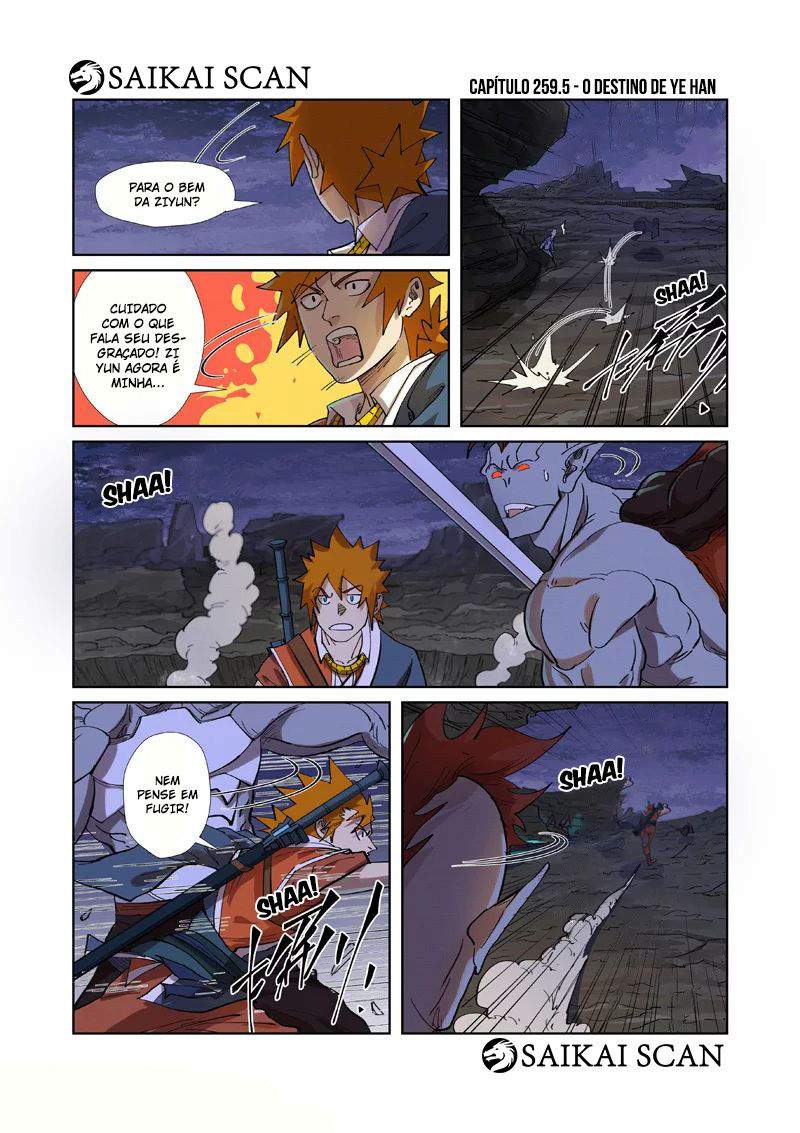 SAIKAI SCAN
CAPÍTULO 259.5 - O DESTINO DE YE HAN
PARA O BEM
DA ZIYUN?
SHAA!
CUIDADO
COM O QUE
FALA SEU DES-
GRAÇADO! ZI
YUN AGORA É
MINHA...
SHAA!
NEM
PENSE EM
FUGIR!
SHAA!
SHAA!
SAIKAI SCAN